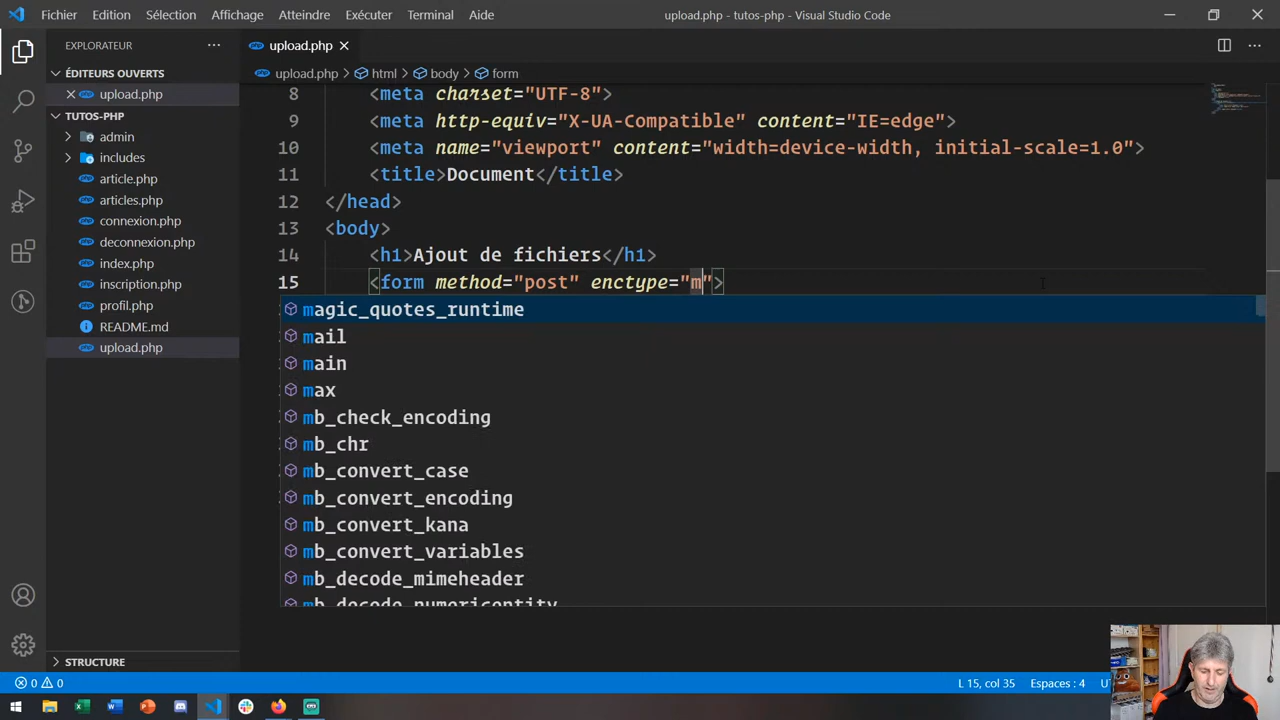 Fichier Edition Sélection Affichage Atteindre Exécuter Terminal Aide upload.php - tutos-php - Visual Studio Code
EXPLORATEUR
ÉDITEURS OUVERTS
upload.php
TUTOS-PHP
admin
includes
article.php
articles.php
connexion.php
deconnexion.php
index.php
inscription.php
profil.php
README.md
upload.php
STRUCTURE
upload.php
upload.php > html > body > form
8 <meta charset="UTF-8">
9 <meta http-equiv="X-UA-Compatible" content="IE=edge">
10 <meta name="viewport" content="width=device-width, initial-scale=1.0">
11 <title>Document</title>
12 </head>
13 <body>
14 <h1>Ajout de fichiers</h1>
15 <form method="post" enctype="m">
magic_quotes_runtime
mail
main
max
mb_check_encoding
mb_chr
mb_convert_case
mb_convert_encoding
mb_convert_kana
mb_convert_variables
mb_decode_mimeheader
mb_decode_numericentity
0 0 L 15, col 35 Espaces : 4